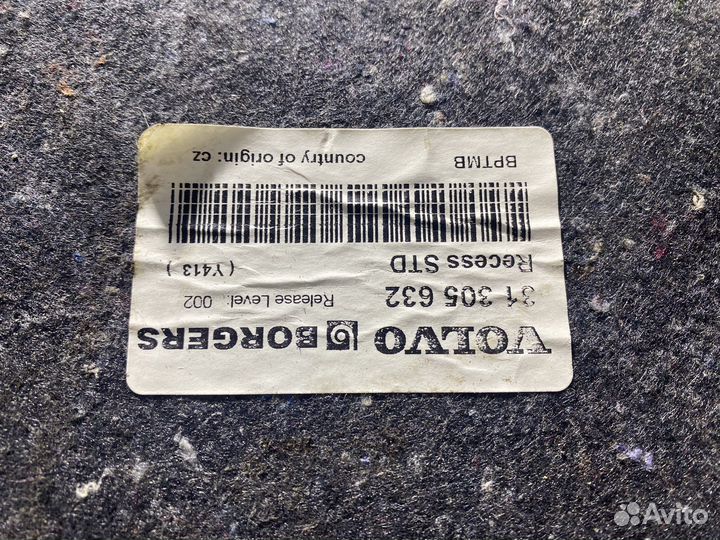 VOLVO BORGERS
31 305 632 Release Level: 002
Recess STD ( Y413 )
BPTMB country of origin: cz
Avito